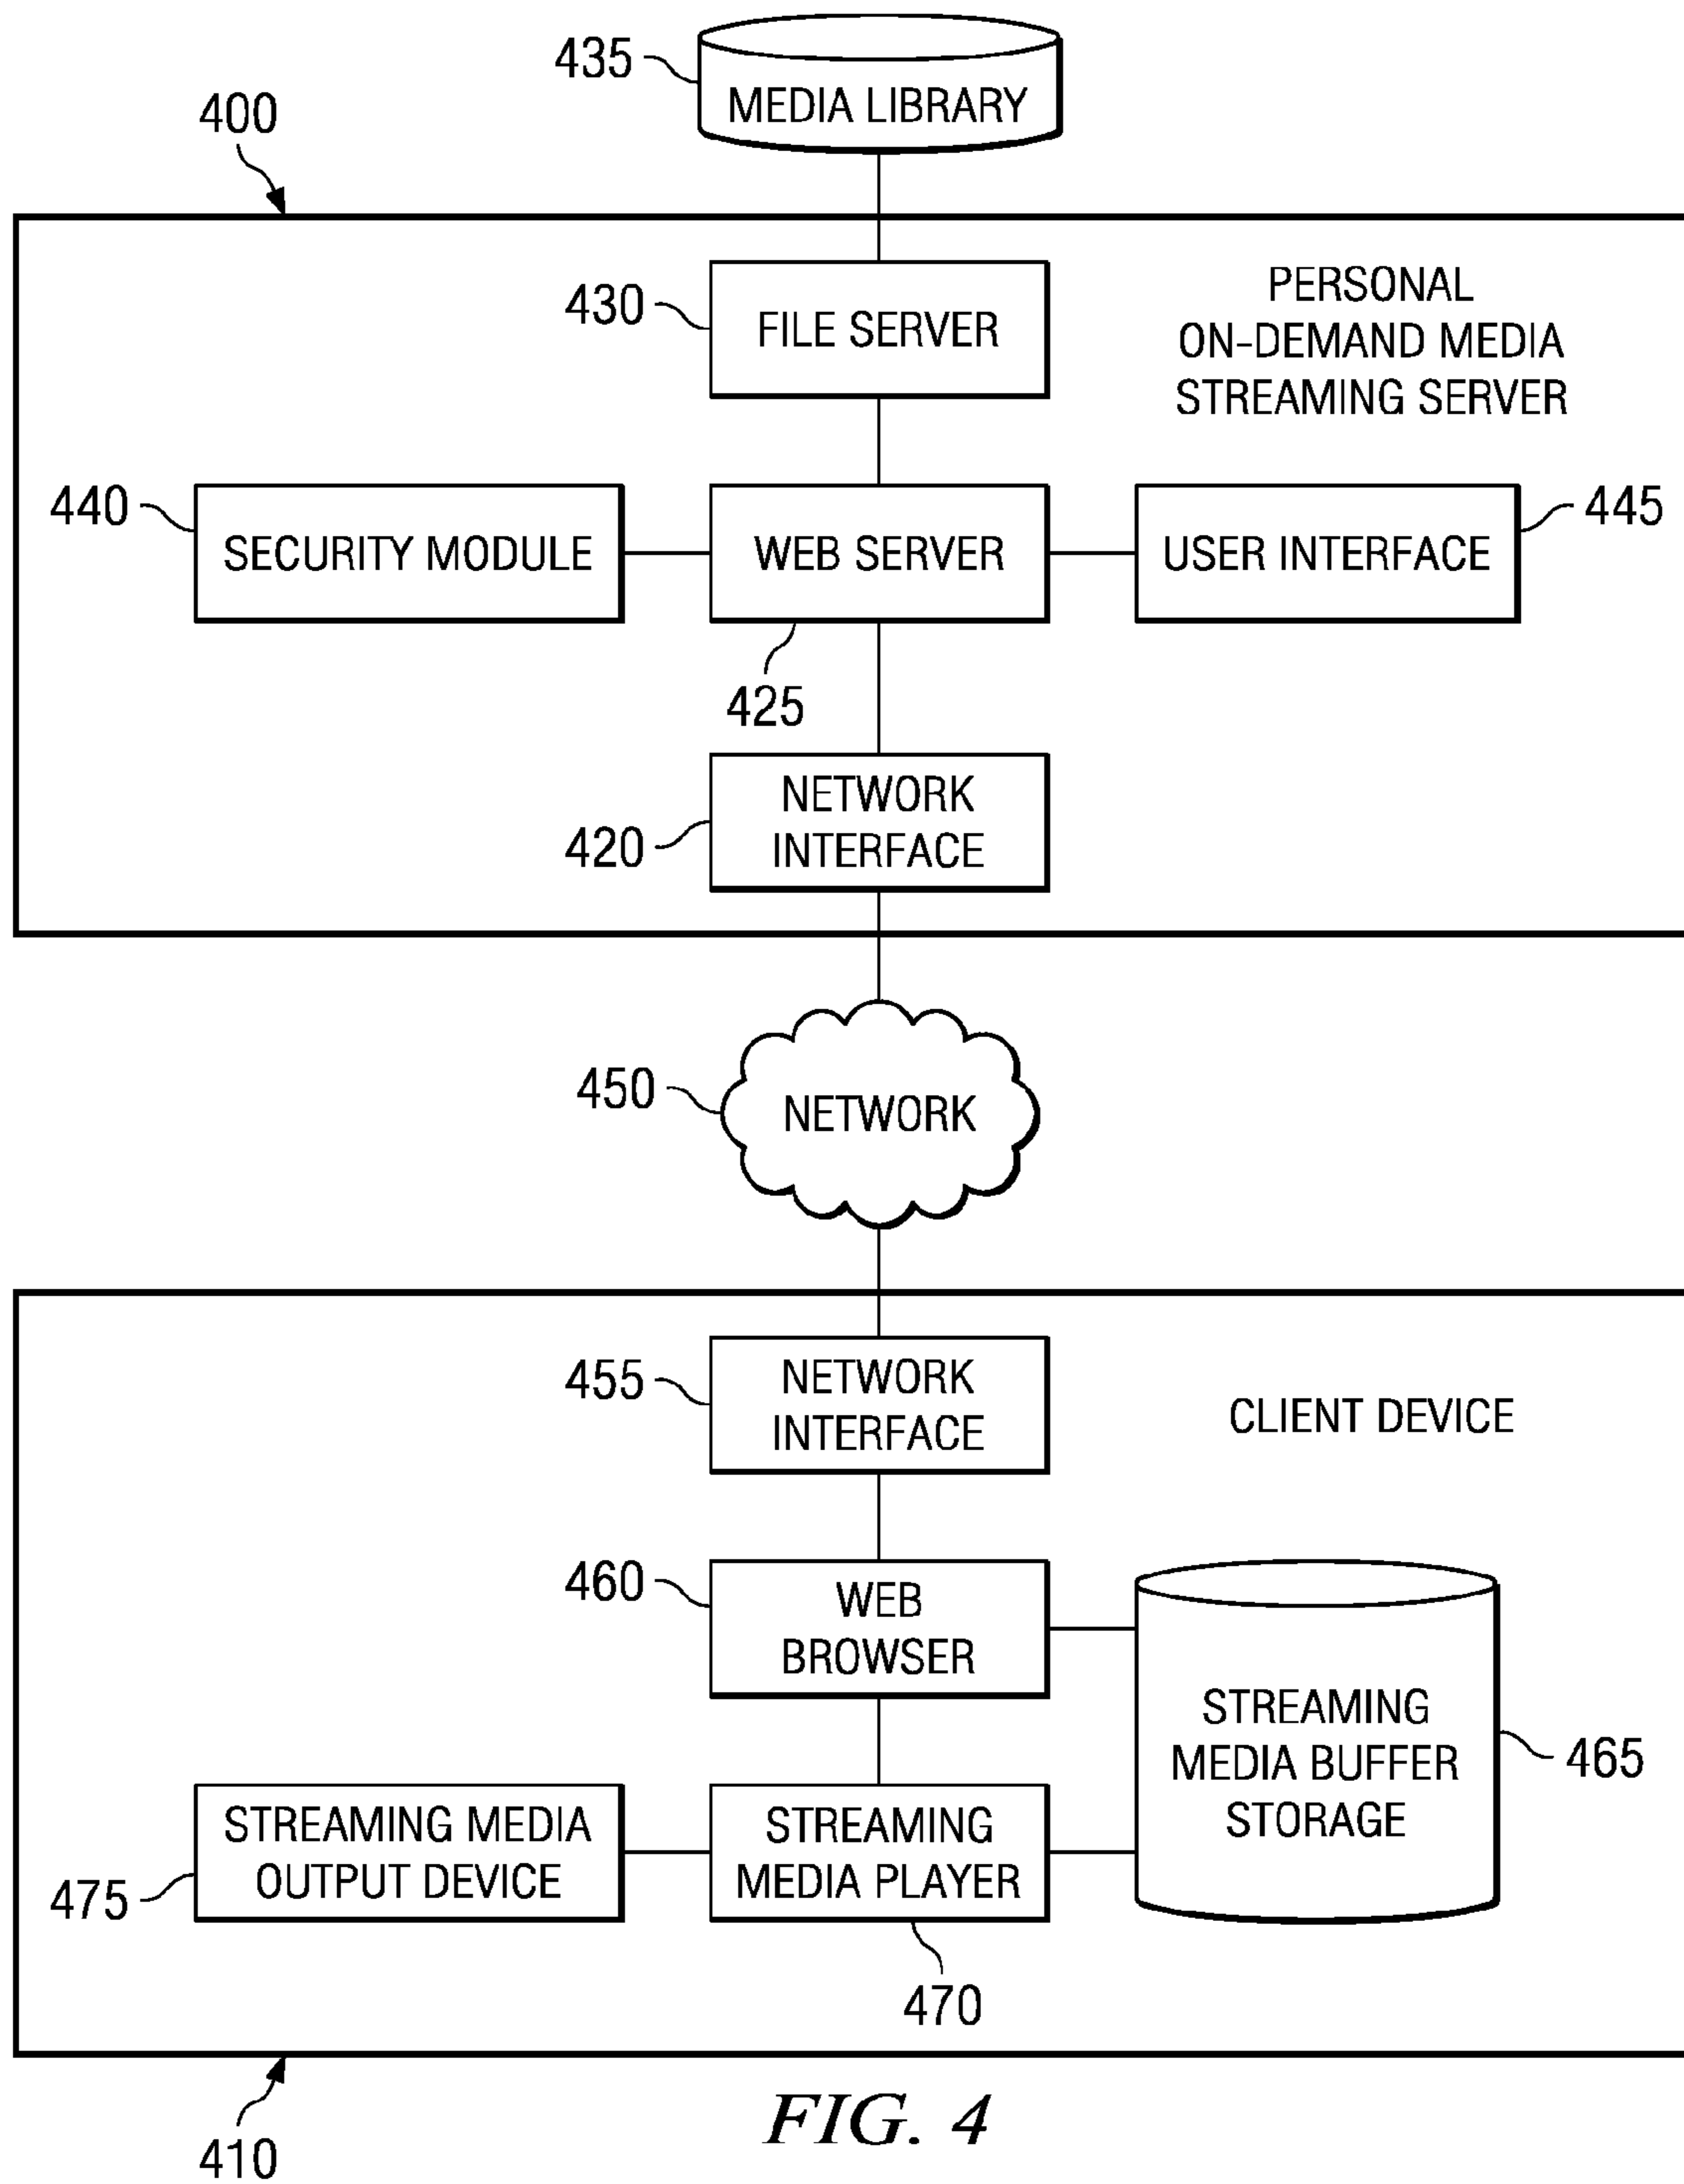 435
MEDIA LIBRARY
400
430
FILE SERVER
PERSONAL
ON-DEMAND MEDIA
STREAMING SERVER
440
SECURITY MODULE
WEB SERVER
USER INTERFACE
445
425
420
NETWORK
INTERFACE
450
NETWORK
455
NETWORK
INTERFACE
CLIENT DEVICE
460
WEB
BROWSER
STREAMING
MEDIA BUFFER
STORAGE
465
475
STREAMING MEDIA
OUTPUT DEVICE
STREAMING
MEDIA PLAYER
470
410
FIG. 4